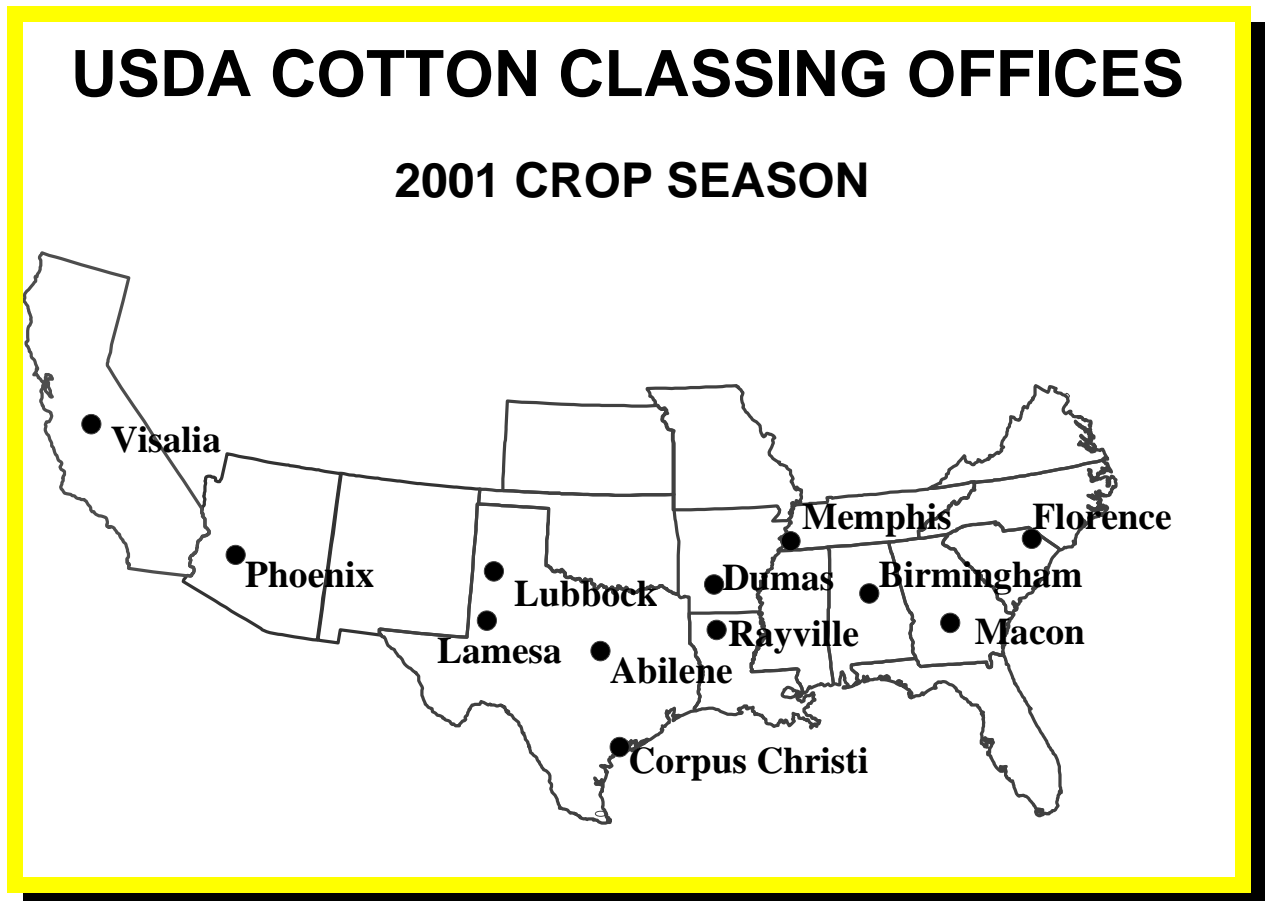 USDA COTTON CLASSING OFFICES
2001 CROP SEASON
Visalia
Memphis
Florence
Phoenix
Dumas
Birmingham
Lubbock
Rayville
Macon
Lamesa
Abilene
Corpus Christi